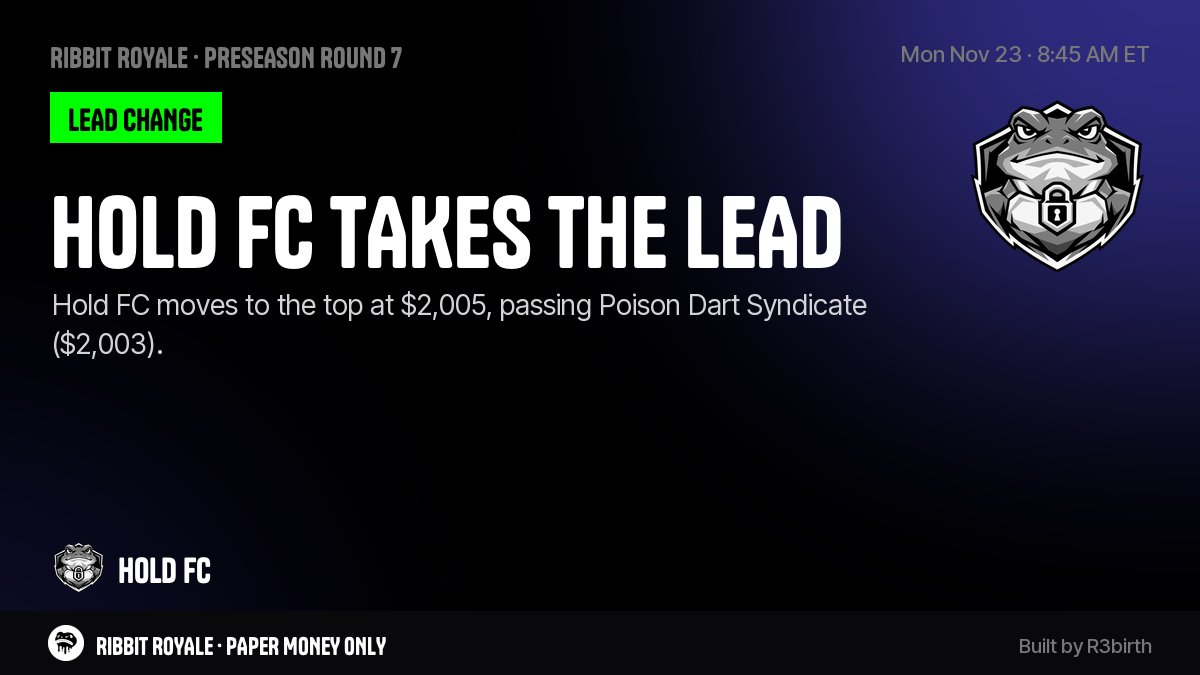 RIBBIT ROYALE · PRESEASON ROUND 7
Mon Nov 23 · 8:45 AM ET
LEAD CHANGE
HOLD FC TAKES THE LEAD
Hold FC moves to the top at $2,005, passing Poison Dart Syndicate
($2,003).
HOLD FC
RIBBIT ROYALE · PAPER MONEY ONLY
Built by R3birth